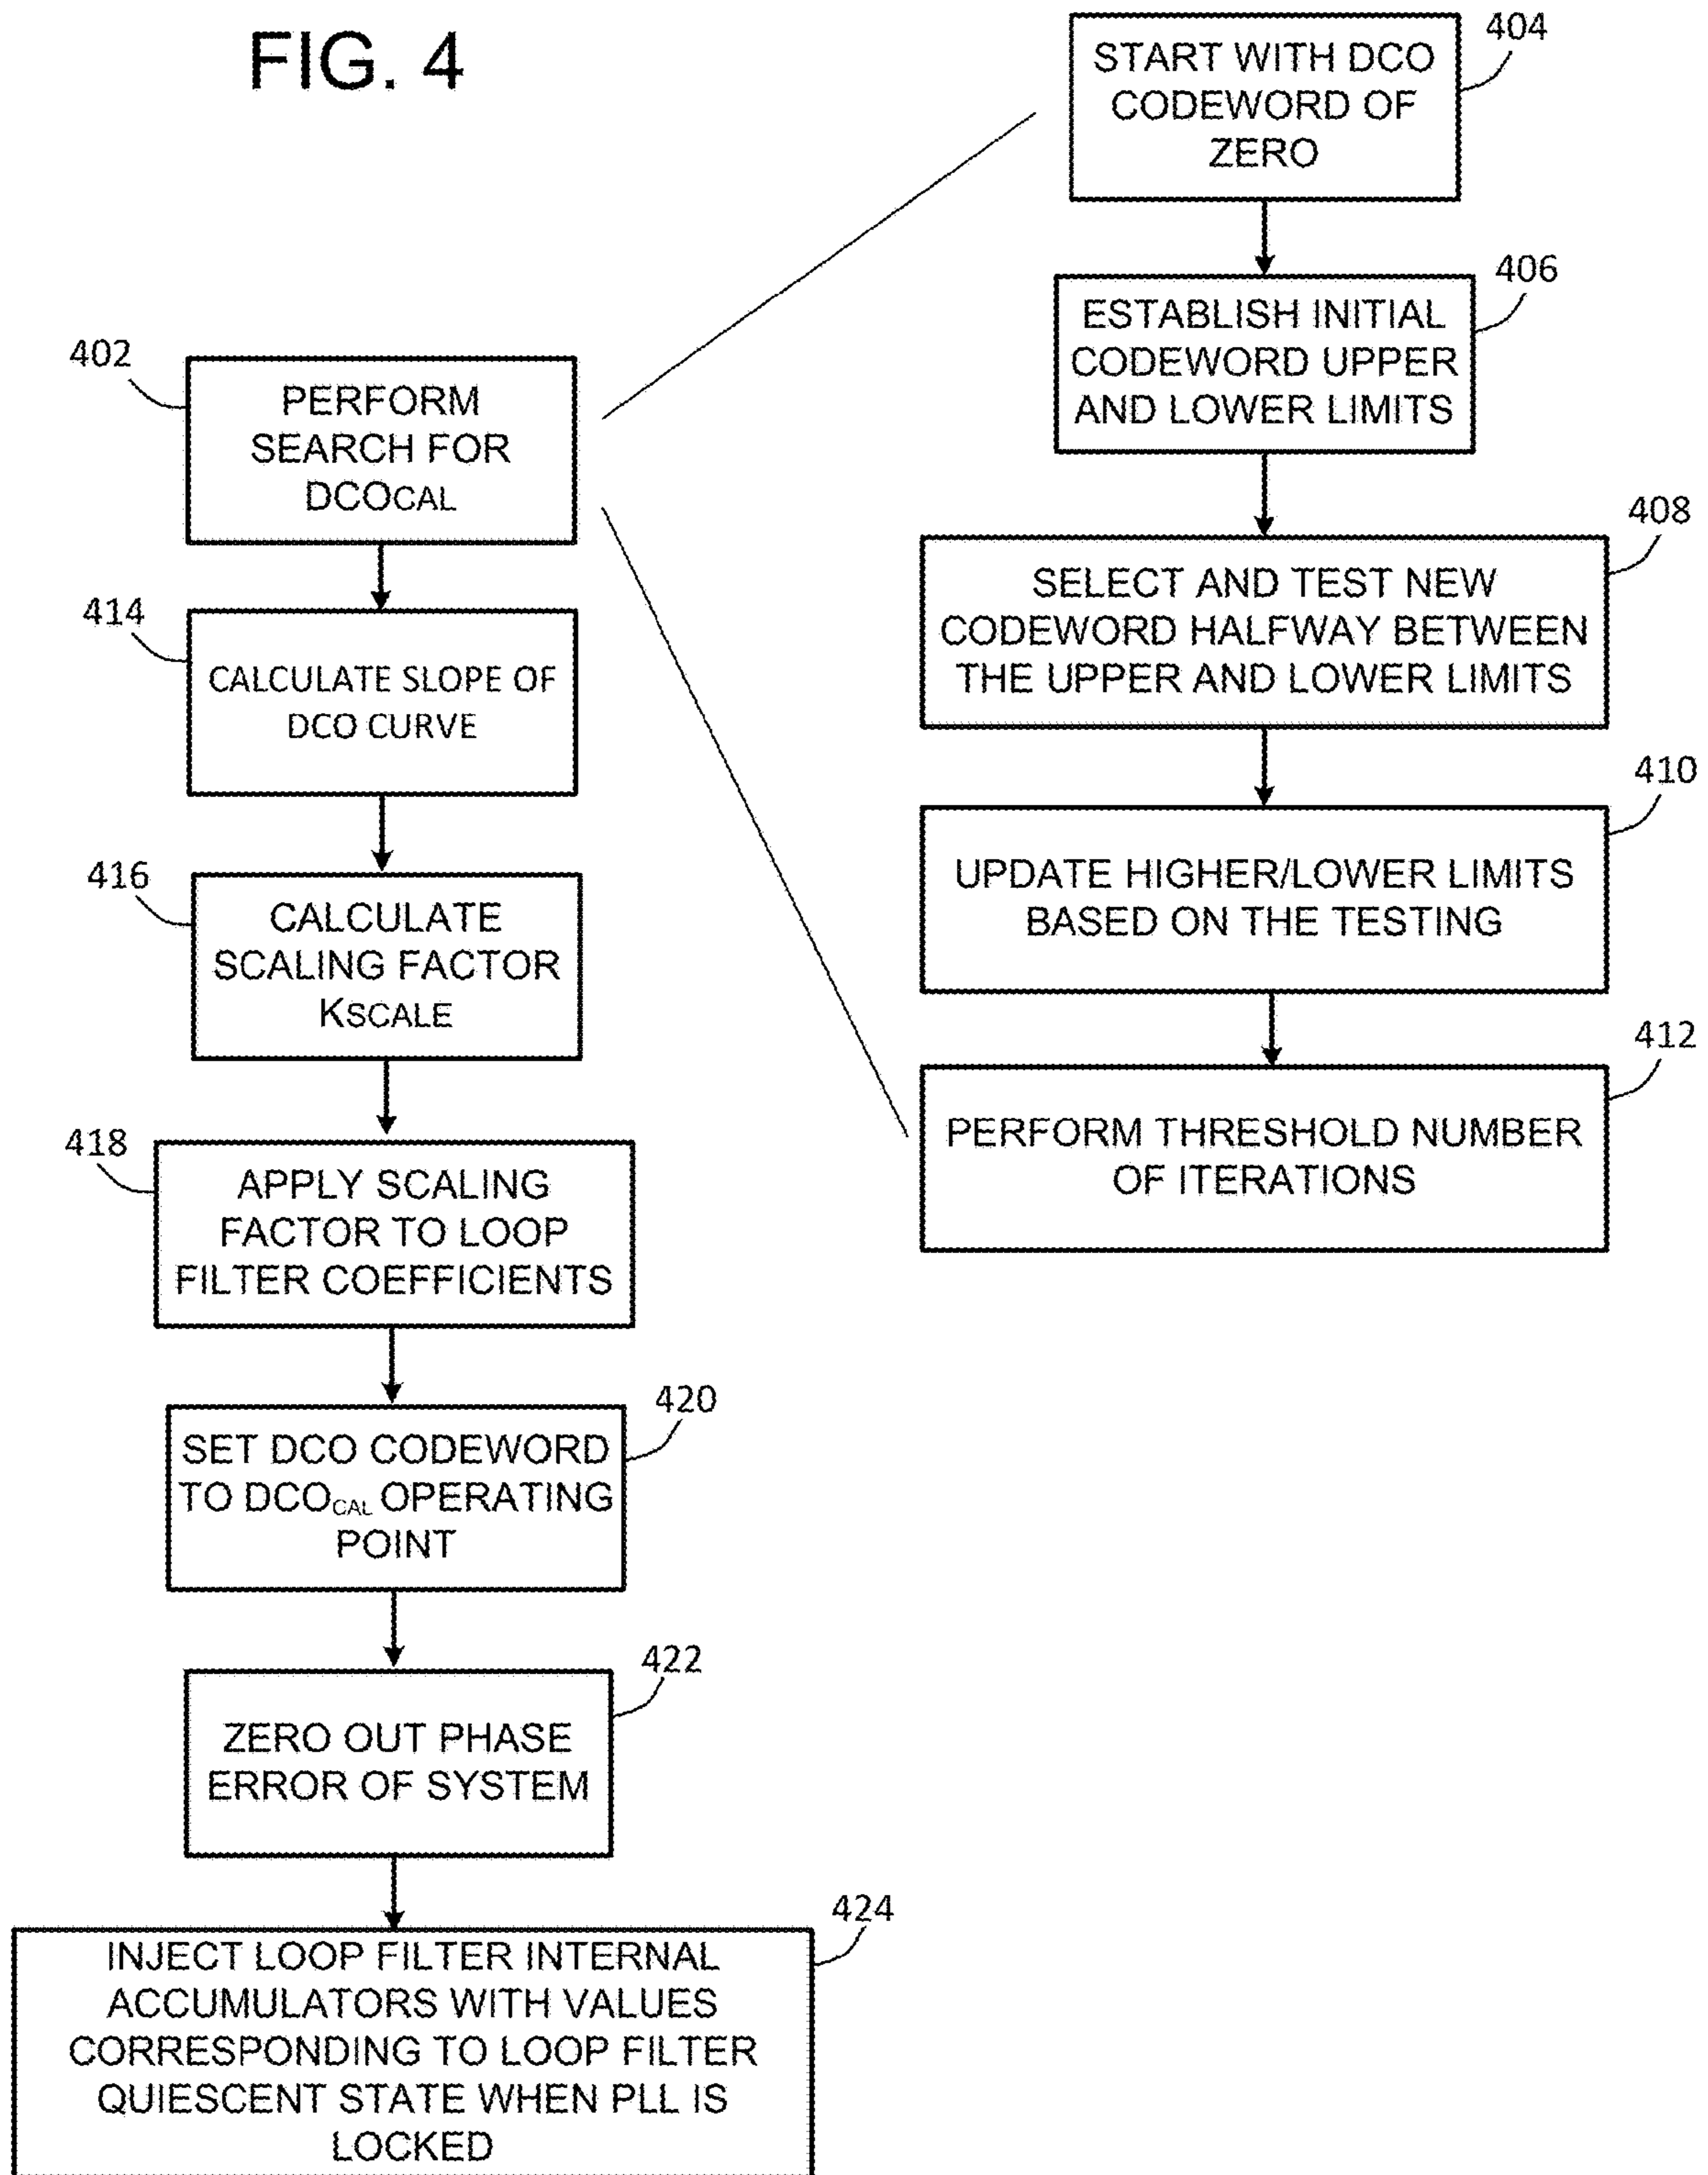 FIG. 4
402
PERFORM
SEARCH FOR
DCOCAL
414
CALCULATE SLOPE OF
DCO CURVE
416
CALCULATE
SCALING FACTOR
KSCALE
418
APPLY SCALING
FACTOR TO LOOP
FILTER COEFFICIENTS
420
SET DCO CODEWORD
TO DCOCAL OPERATING
POINT
422
ZERO OUT PHASE
ERROR OF SYSTEM
424
INJECT LOOP FILTER INTERNAL
ACCUMULATORS WITH VALUES
CORRESPONDING TO LOOP FILTER
QUIESCENT STATE WHEN PLL IS
LOCKED
404
START WITH DCO
CODEWORD OF
ZERO
406
ESTABLISH INITIAL
CODEWORD UPPER
AND LOWER LIMITS
408
SELECT AND TEST NEW
CODEWORD HALFWAY BETWEEN
THE UPPER AND LOWER LIMITS
410
UPDATE HIGHER/LOWER LIMITS
BASED ON THE TESTING
412
PERFORM THRESHOLD NUMBER
OF ITERATIONS